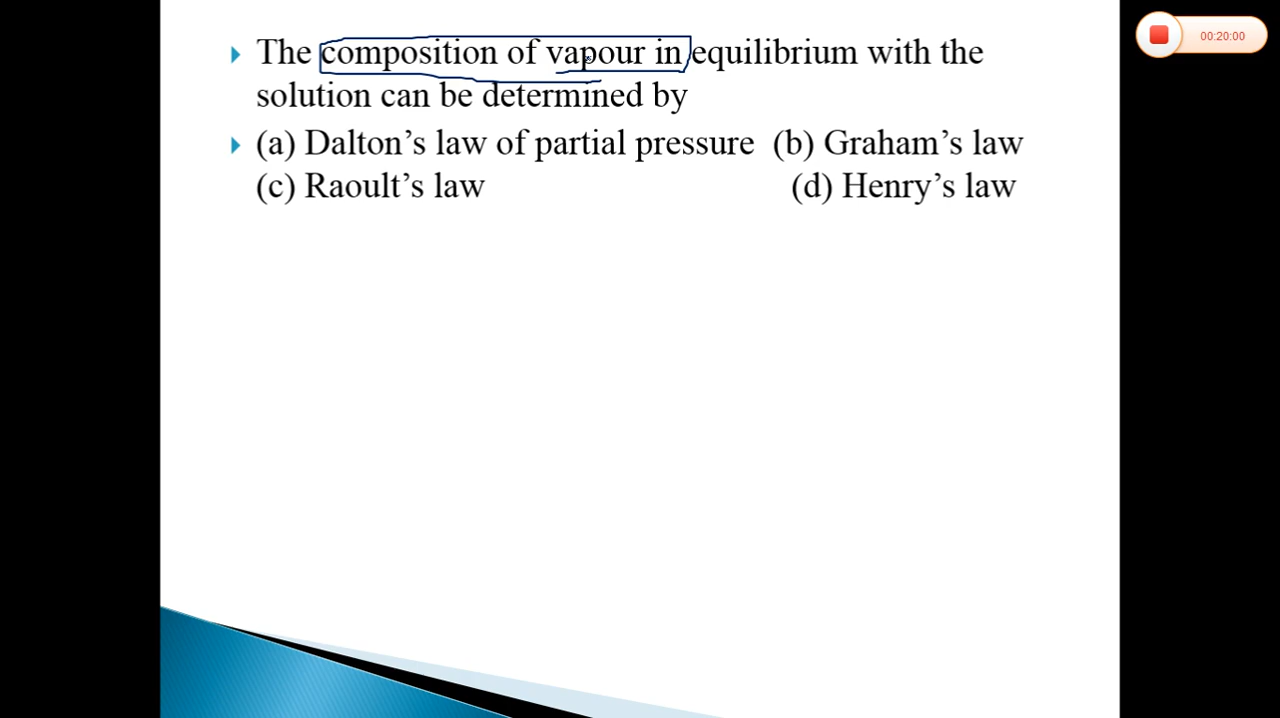 The composition of vapour in equilibrium with the
solution can be determined by
(a) Dalton’s law of partial pressure (b) Graham’s law
(c) Raoult’s law (d) Henry’s law
00:20:00